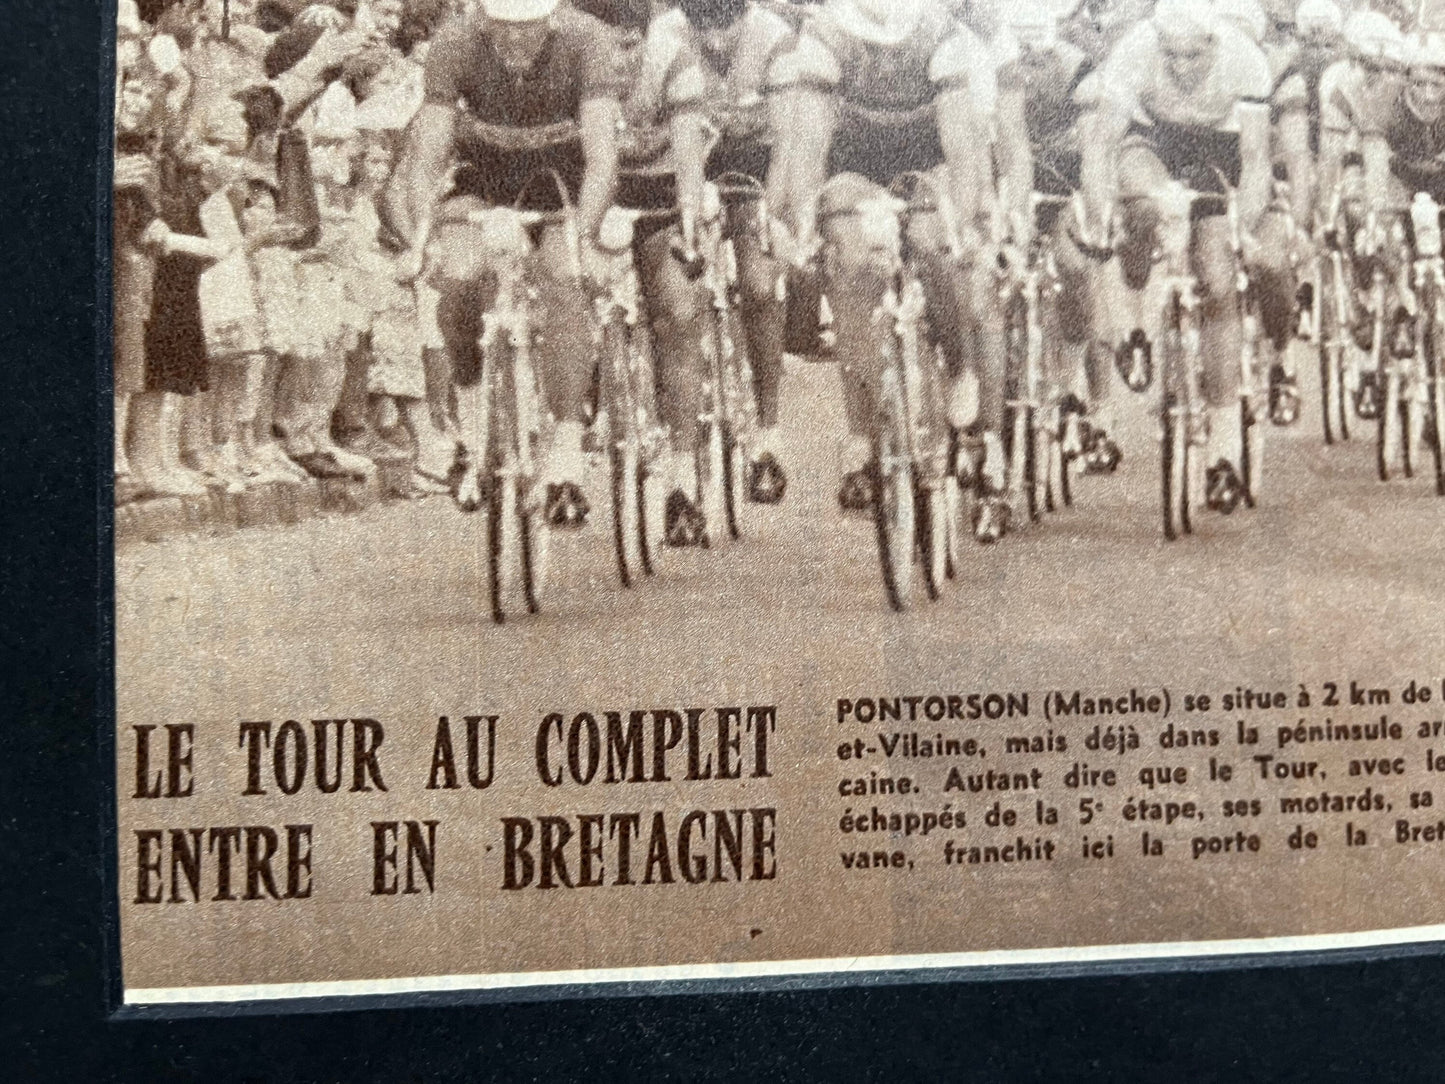 LE TOUR AU COMPLET
ENTRE EN BRETAGNE
PONTORSON (Manche) se situe à 2 km de
et-Vilaine, mais déjà dans la péninsule
caine. Autant dire que le Tour, avec
échappés de la 5e étape, ses motards, sa
vane, franchit ici la porte de la